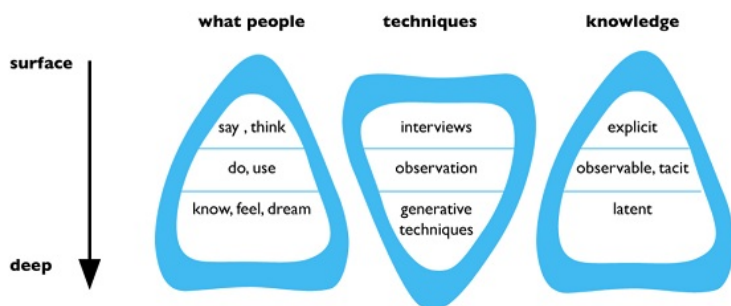 what people techniques knowledge
surface
say , think interviews explicit
do, use observation observable, tacit
know, feel, dream generative techniques latent
deep